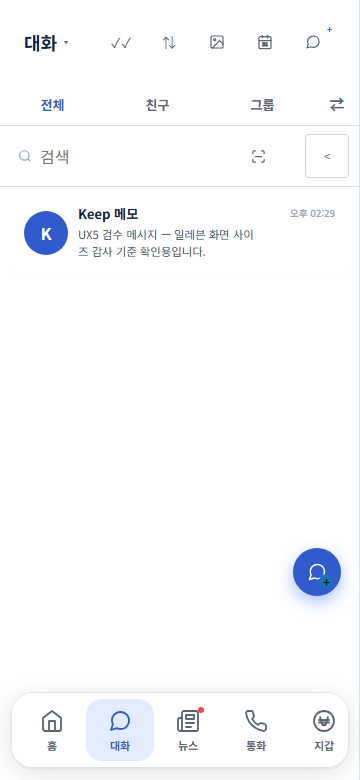 대화
전체 친구 그룹
검색
<
K
Keep 메모 오후 02:29
UX5 검수 메시지 — 일레븐 화면 사이
즈 감사 기준 확인용입니다.
홈 대화 뉴스 통화 지갑